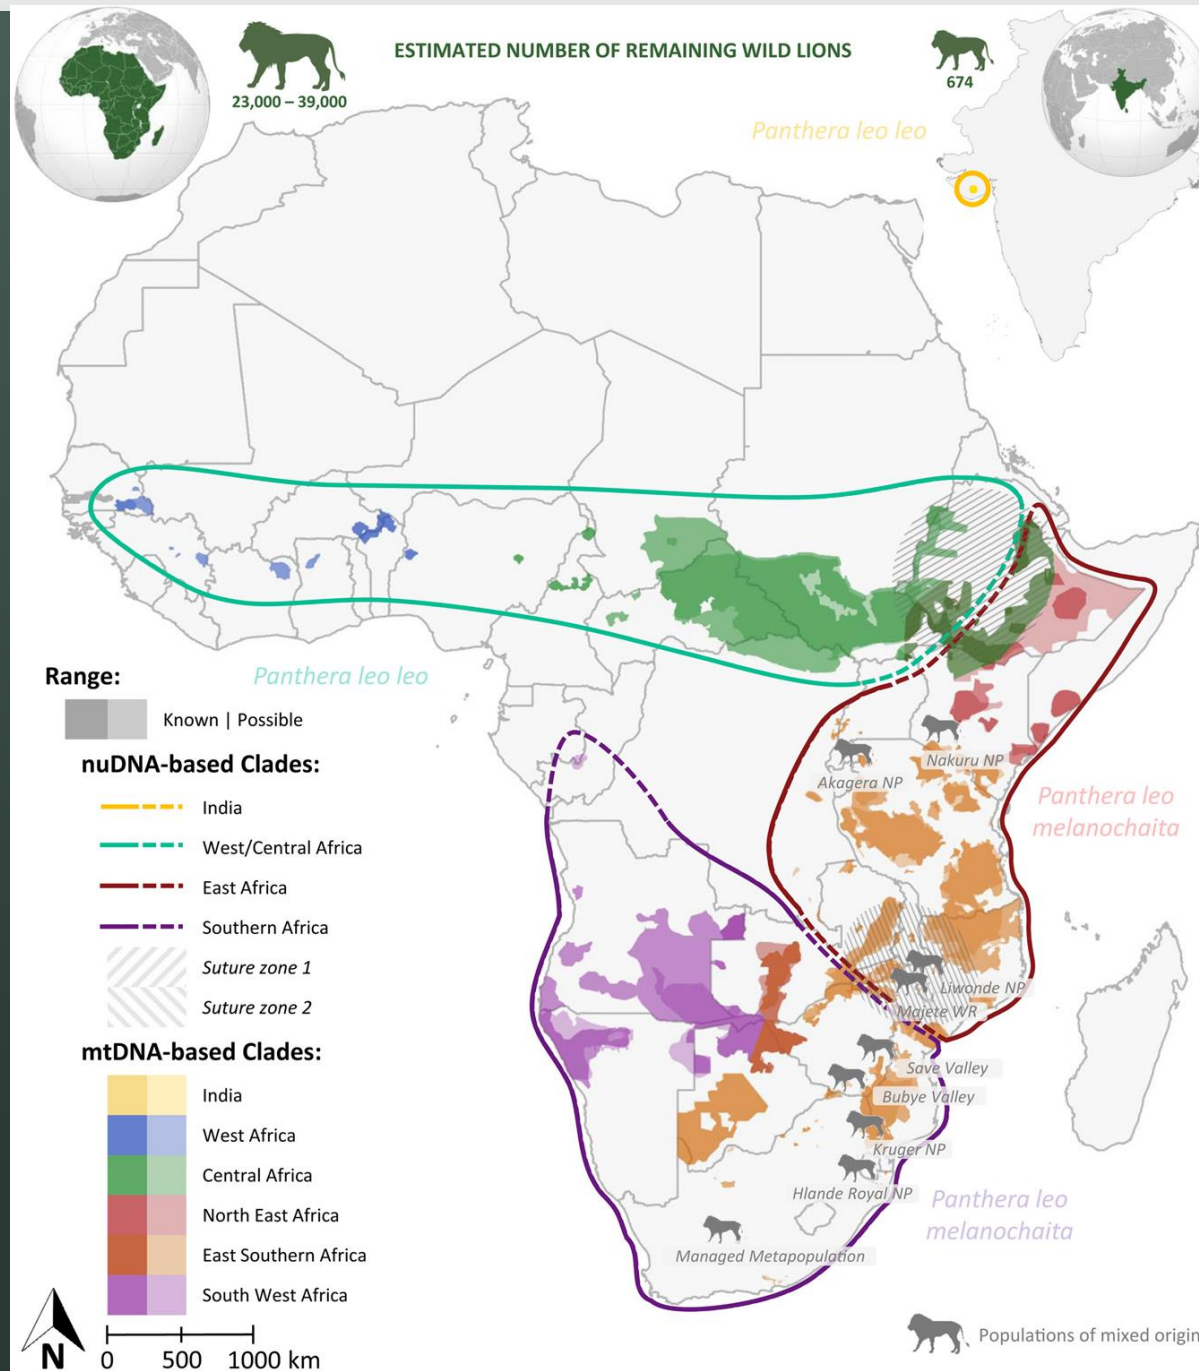 ESTIMATED NUMBER OF REMAINING WILD LIONS
23,000 – 39,000
674
Panthera leo leo
Panthera leo leo
Range:
Known | Possible
nuDNA-based Clades:
India
West/Central Africa
East Africa
Southern Africa
Suture zone 1
Suture zone 2
mtDNA-based Clades:
India
West Africa
Central Africa
North East Africa
East Southern Africa
South West Africa
N
0 500 1000 km
Nakuru NP
Akagera NP
Panthera leo
melanochaita
Liwonde NP
Majete WR
Save Valley
Bubye Valley
Kruger NP
Hlande Royal NP
Panthera leo
melanochaita
Managed Metapopulation
Populations of mixed origin